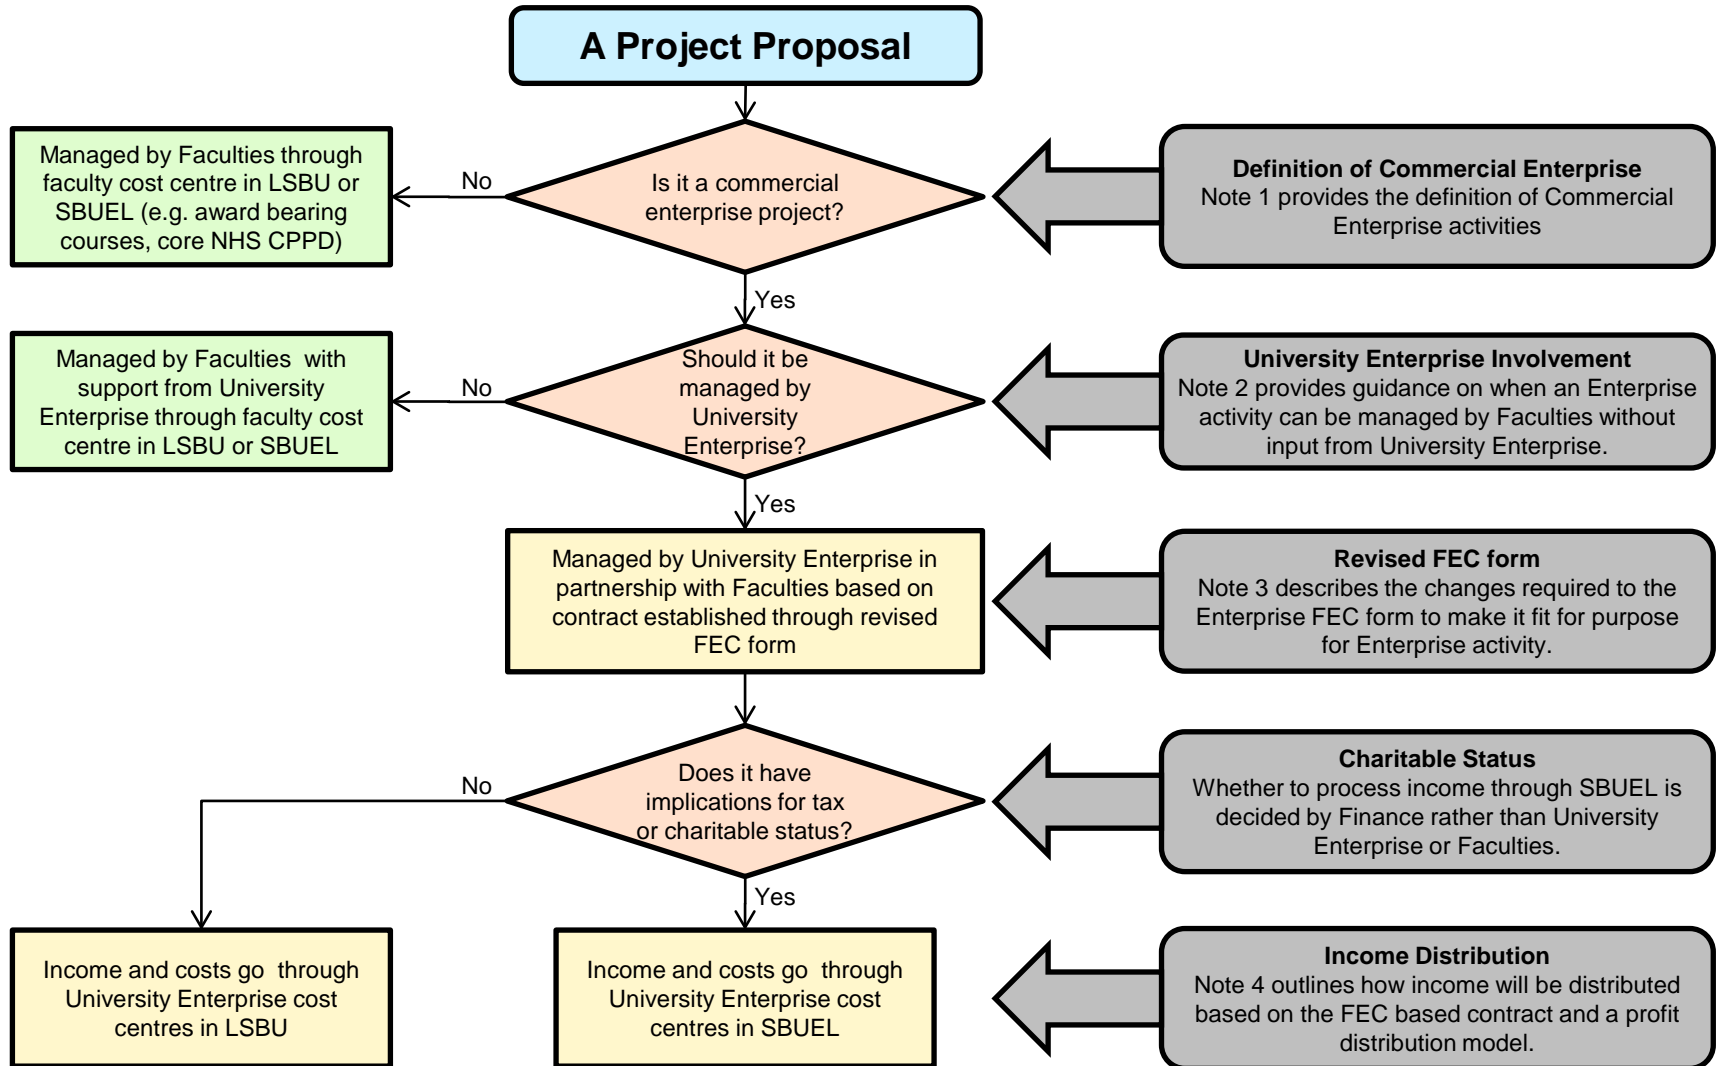 A Project Proposal
Managed by Faculties through
faculty cost centre in LSBU or
SBUEL (e.g. award bearing
courses, core NHS CPPD)
No
Is it a commercial
enterprise project?
Definition of Commercial Enterprise
Note 1 provides the definition of Commercial
Enterprise activities
Yes
Managed by Faculties  with
support from University
Enterprise through faculty cost
centre in LSBU or SBUEL
No
Should it be
managed by
University
Enterprise?
University Enterprise Involvement
Note 2 provides guidance on when an Enterprise
activity can be managed by Faculties without
input from University Enterprise.
Yes
Managed by University Enterprise in
partnership with Faculties based on
contract established through revised
FEC form
Revised FEC form
Note 3 describes the changes required to the
Enterprise FEC form to make it fit for purpose
for Enterprise activity.
No
Does it have
implications for tax
or charitable status?
Charitable Status
Whether to process income through SBUEL is
decided by Finance rather than University
Enterprise or Faculties.
Yes
Income and costs go  through
University Enterprise cost
centres in LSBU
Income and costs go  through
University Enterprise cost
centres in SBUEL
Income Distribution
Note 4 outlines how income will be distributed
based on the FEC based contract and a profit
distribution model.